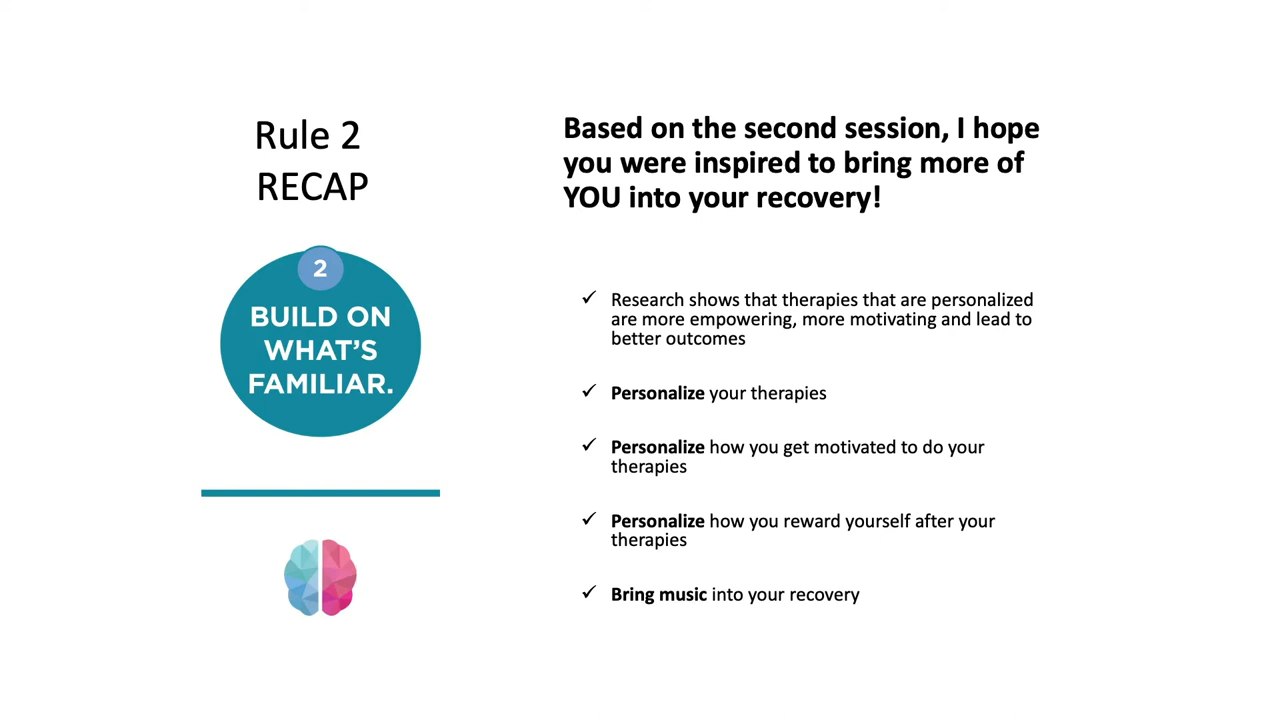 Rule 2
RECAP
2
BUILD ON
WHAT'S
FAMILIAR.
Based on the second session, I hope
you were inspired to bring more of
YOU into your recovery!
✓ Research shows that therapies that are personalized
are more empowering, more motivating and lead to
better outcomes
✓ Personalize your therapies
✓ Personalize how you get motivated to do your
therapies
✓ Personalize how you reward yourself after your
therapies
✓ Bring music into your recovery